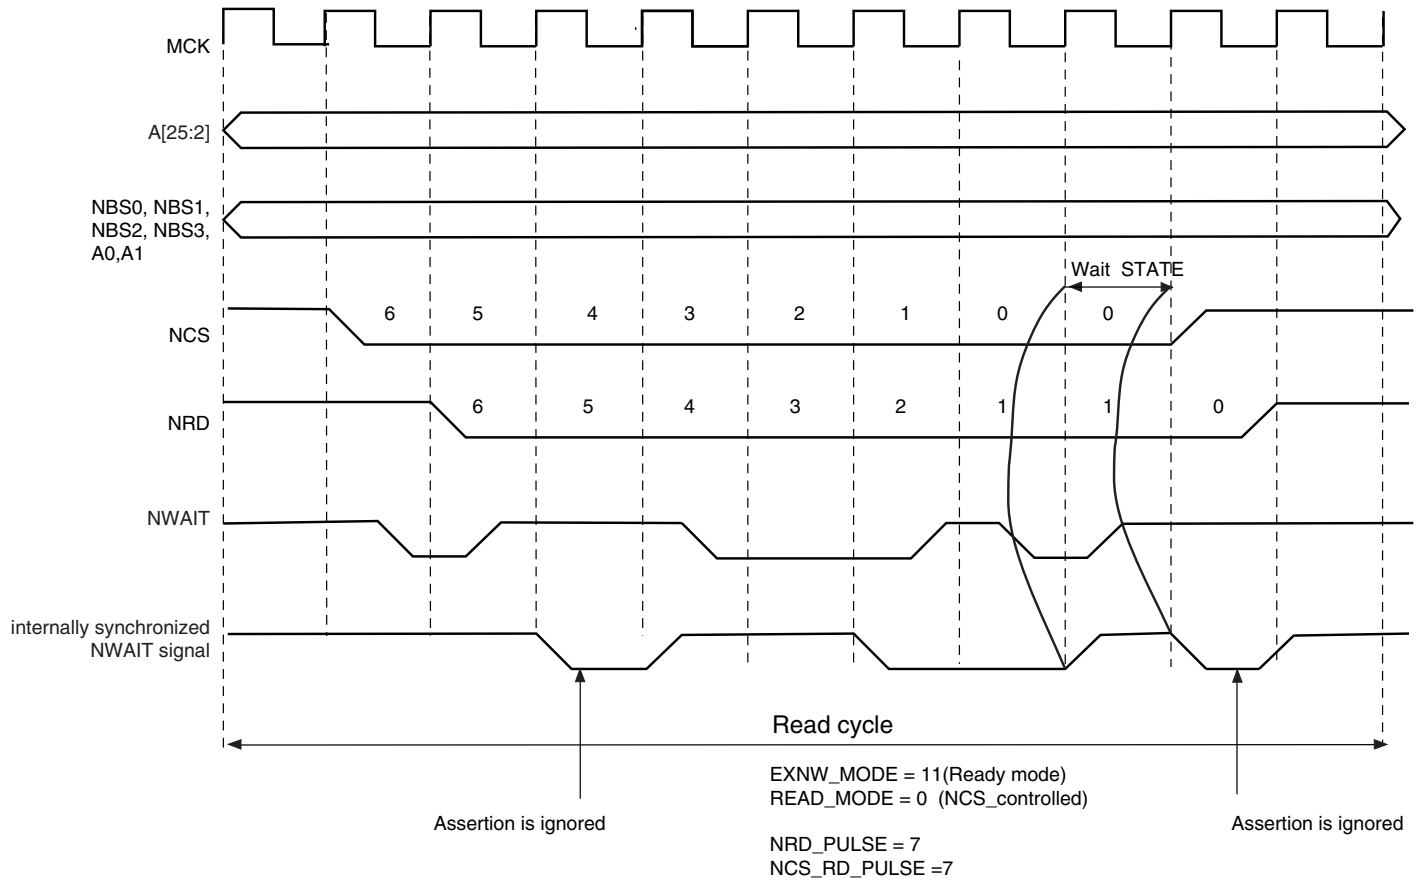 MCK
A[25:2]
NBS0, NBS1,
NBS2, NBS3,
A0,A1
Wait STATE
NCS
6 5 4 3 2 1 0 0
NRD
6 5 4 3 2 1 1 0
NWAIT
internally synchronized
NWAIT signal
Read cycle
EXNW_MODE = 11(Ready mode)
READ_MODE = 0 (NCS_controlled)
Assertion is ignored
Assertion is ignored
NRD_PULSE = 7
NCS_RD_PULSE =7